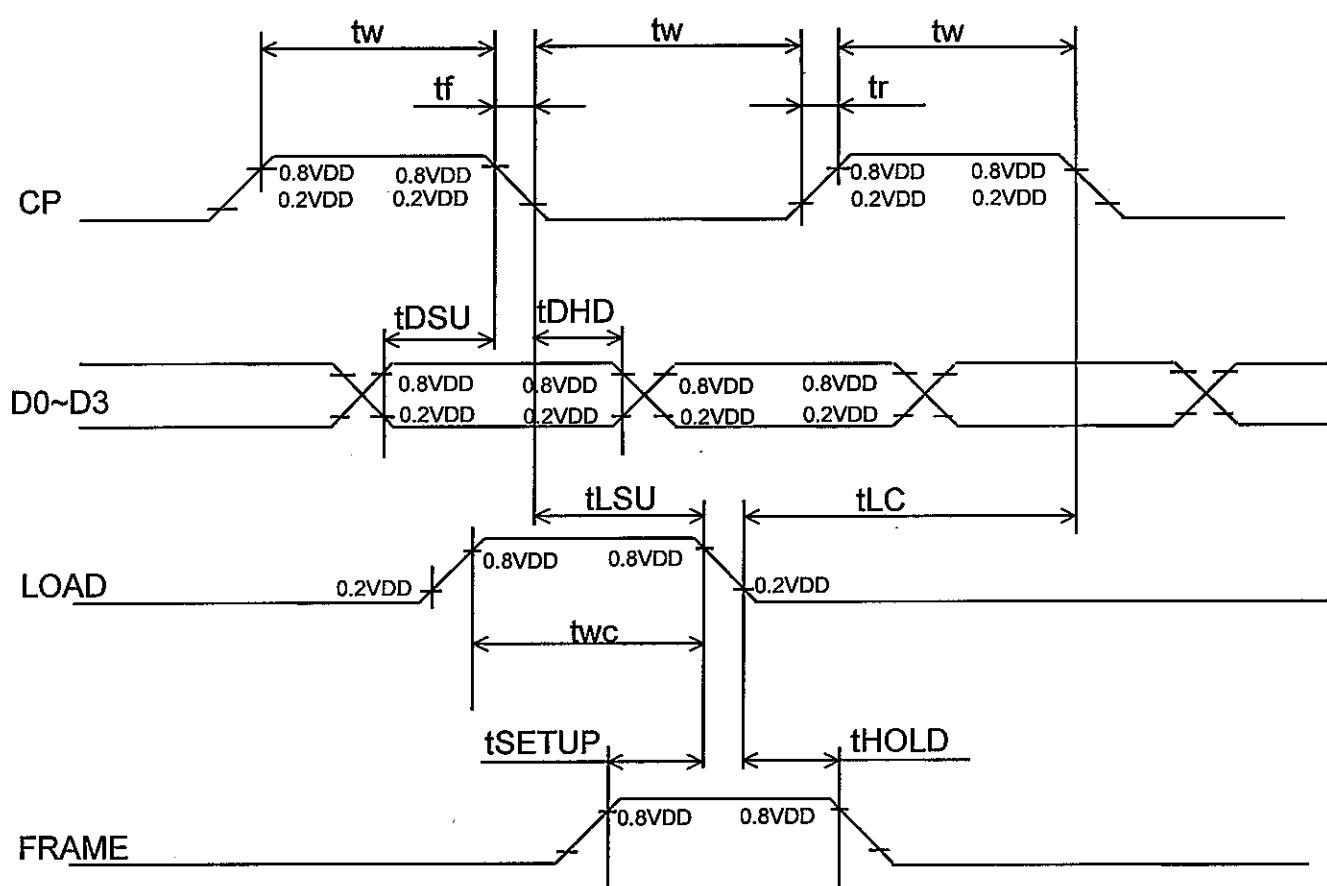 tw tw tw
tf tr
0.8VDD 0.8VDD 0.8VDD 0.8VDD
CP 0.2VDD 0.2VDD 0.2VDD 0.2VDD
tDSU tDHD
0.8VDD 0.8VDD 0.8VDD 0.8VDD
D0~D3 0.2VDD 0.2VDD 0.2VDD 0.2VDD
tLSU tLC
0.8VDD 0.8VDD
LOAD 0.2VDD 0.2VDD
twc
tSETUP tHOLD
0.8VDD 0.8VDD
FRAME